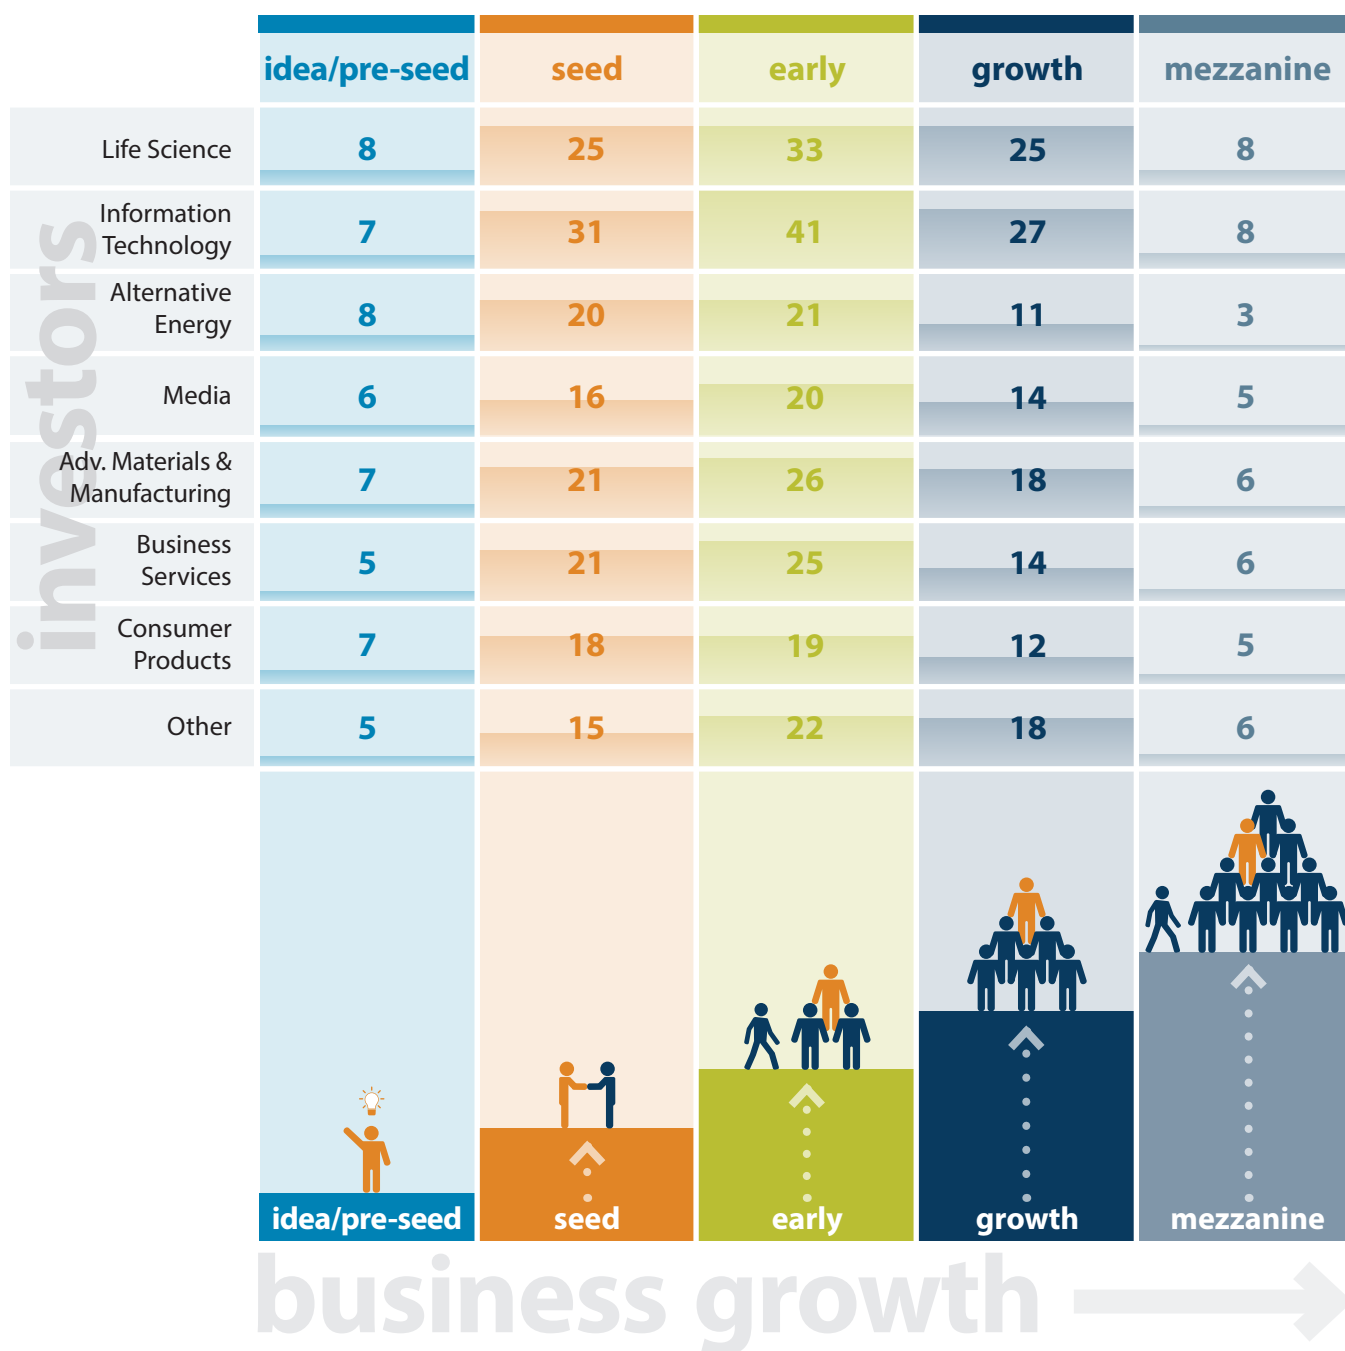 idea/pre-seed seed early growth mezzanine
Life Science 8 25 33 25 8
Information
Technology 7 31 41 27 8
Alternative
Energy 8 20 21 11 3
Media 6 16 20 14 5
Adv. Materials &
Manufacturing 7 21 26 18 6
Business
Services 5 21 25 14 6
Consumer
Products 7 18 19 12 5
Other 5 15 22 18 6
investors
idea/pre-seed seed early growth mezzanine
business growth